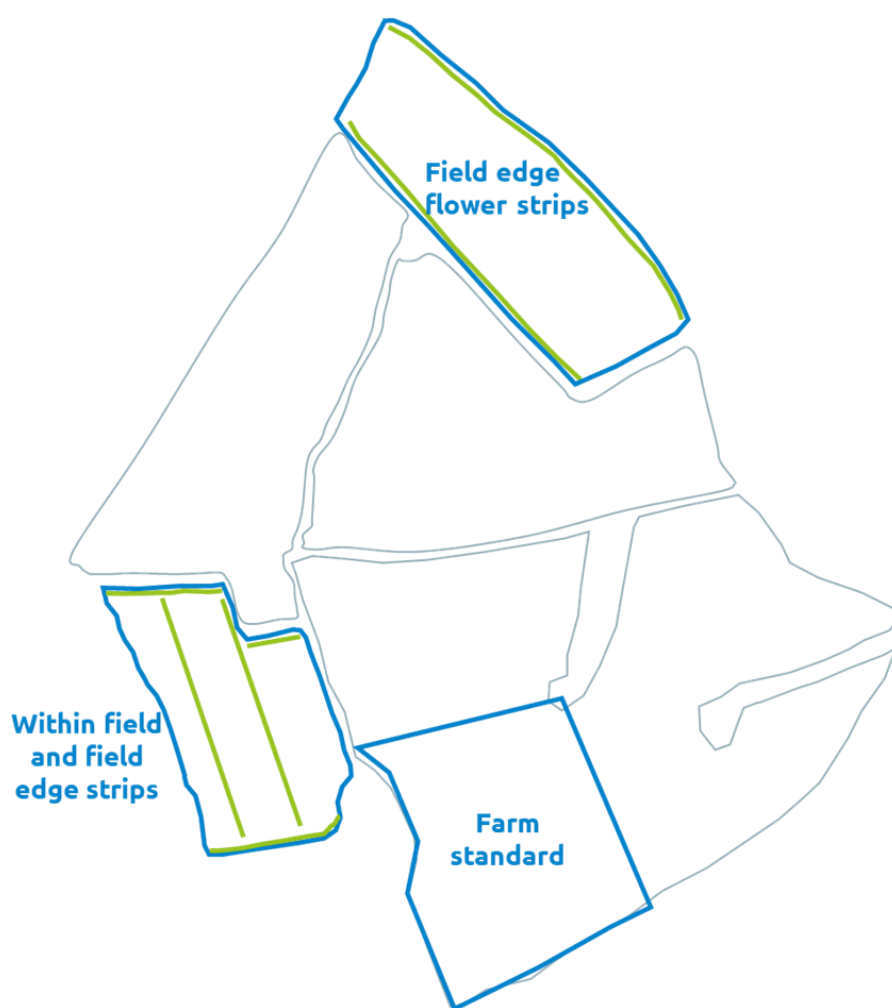 Field edge
flower strips
Within field
and field
edge strips
Farm
standard